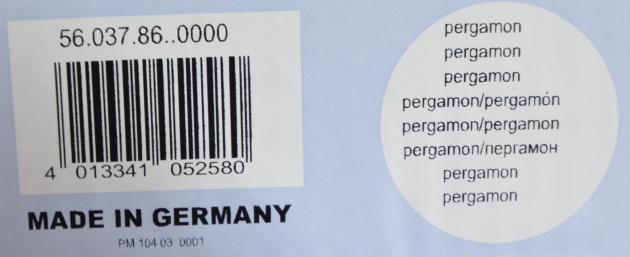 56.037.86..0000
4 013341 052580
MADE IN GERMANY
PM 104 03 0001
pergamon
pergamon
pergamon
pergamon/pergamón
pergamon/pergamon
pergamon/пергамон
pergamon
pergamon